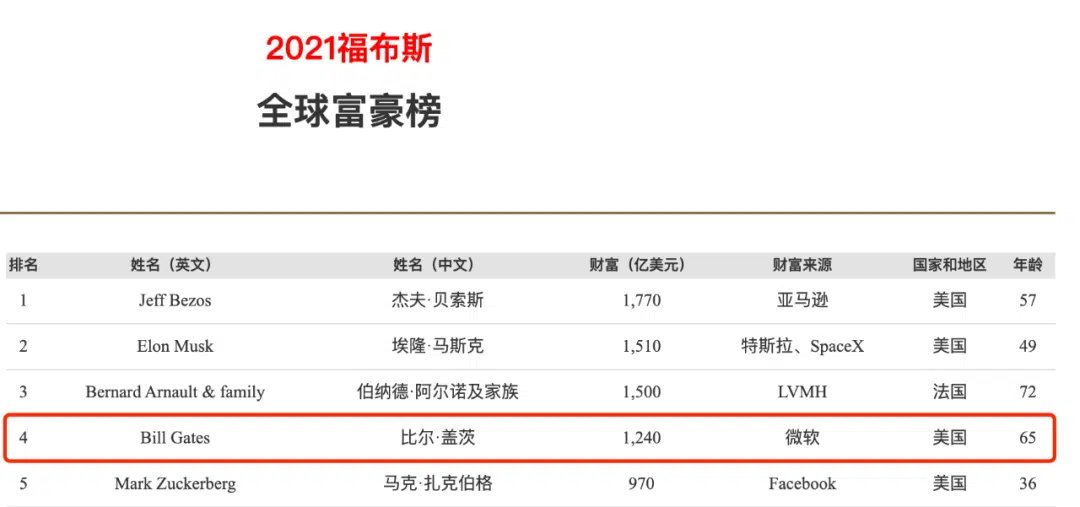 2021福布斯
全球富豪榜
排名 姓名（英文） 姓名（中文） 财富（亿美元） 财富来源 国家和地区 年龄
1 Jeff Bezos 杰夫·贝索斯 1,770 亚马逊 美国 57
2 Elon Musk 埃隆·马斯克 1,510 特斯拉、SpaceX 美国 49
3 Bernard Arnault & family 伯纳德·阿尔诺及家族 1,500 LVMH 法国 72
4 Bill Gates 比尔·盖茨 1,240 微软 美国 65
5 Mark Zuckerberg 马克·扎克伯格 970 Facebook 美国 36